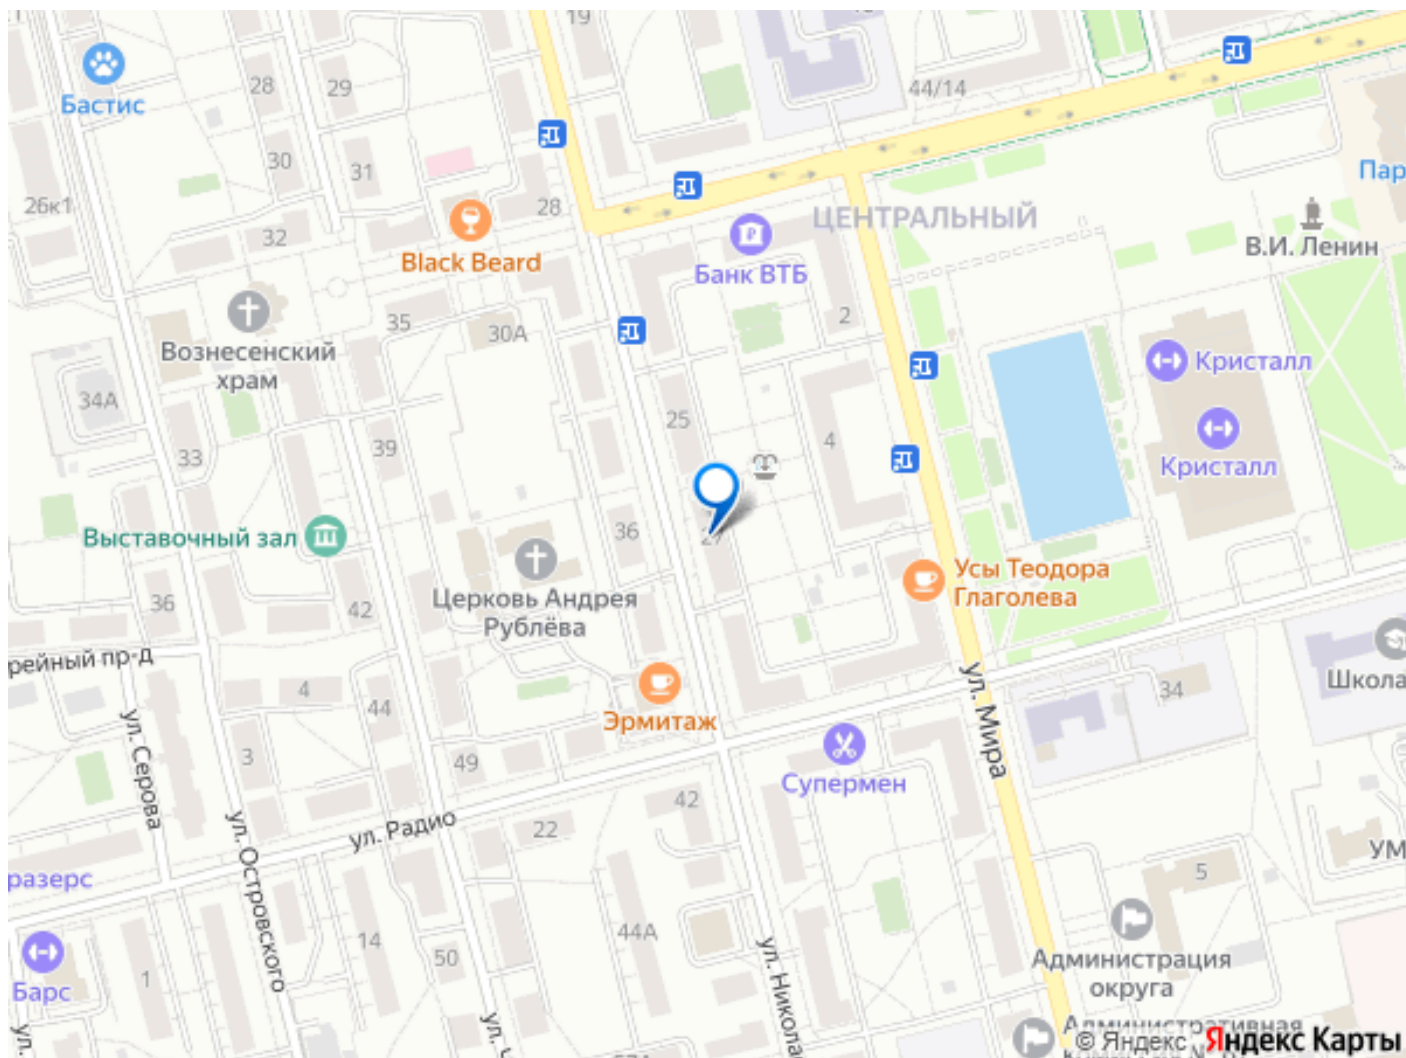 19
44/14
Бастис
28
29
30
31
26к1
28
32
Black Beard
ЦЕНТРАЛЬНЫЙ
Банк ВТБ
Пар
В.И. Ленин
2
35
30А
Вознесенский
храм
Кристалл
34А
25
4
39
33
Кристалл
Выставочный зал
36
27
Церковь Андрея
Рублёва
Усы Теодора
Глаголева
36
42
рейный пр-д
4
44
Эрмитаж
ул. Мира
34
Школа
ул. Серова
3
49
Супермен
42
ул. Радио
22
ул. Островского
разерс
5
УМ
14
44А
50
ул. Никола
Барс
1
Администрация
округа
ул.
ул. Ч
Административная
© Яндекс Яндекс Карты